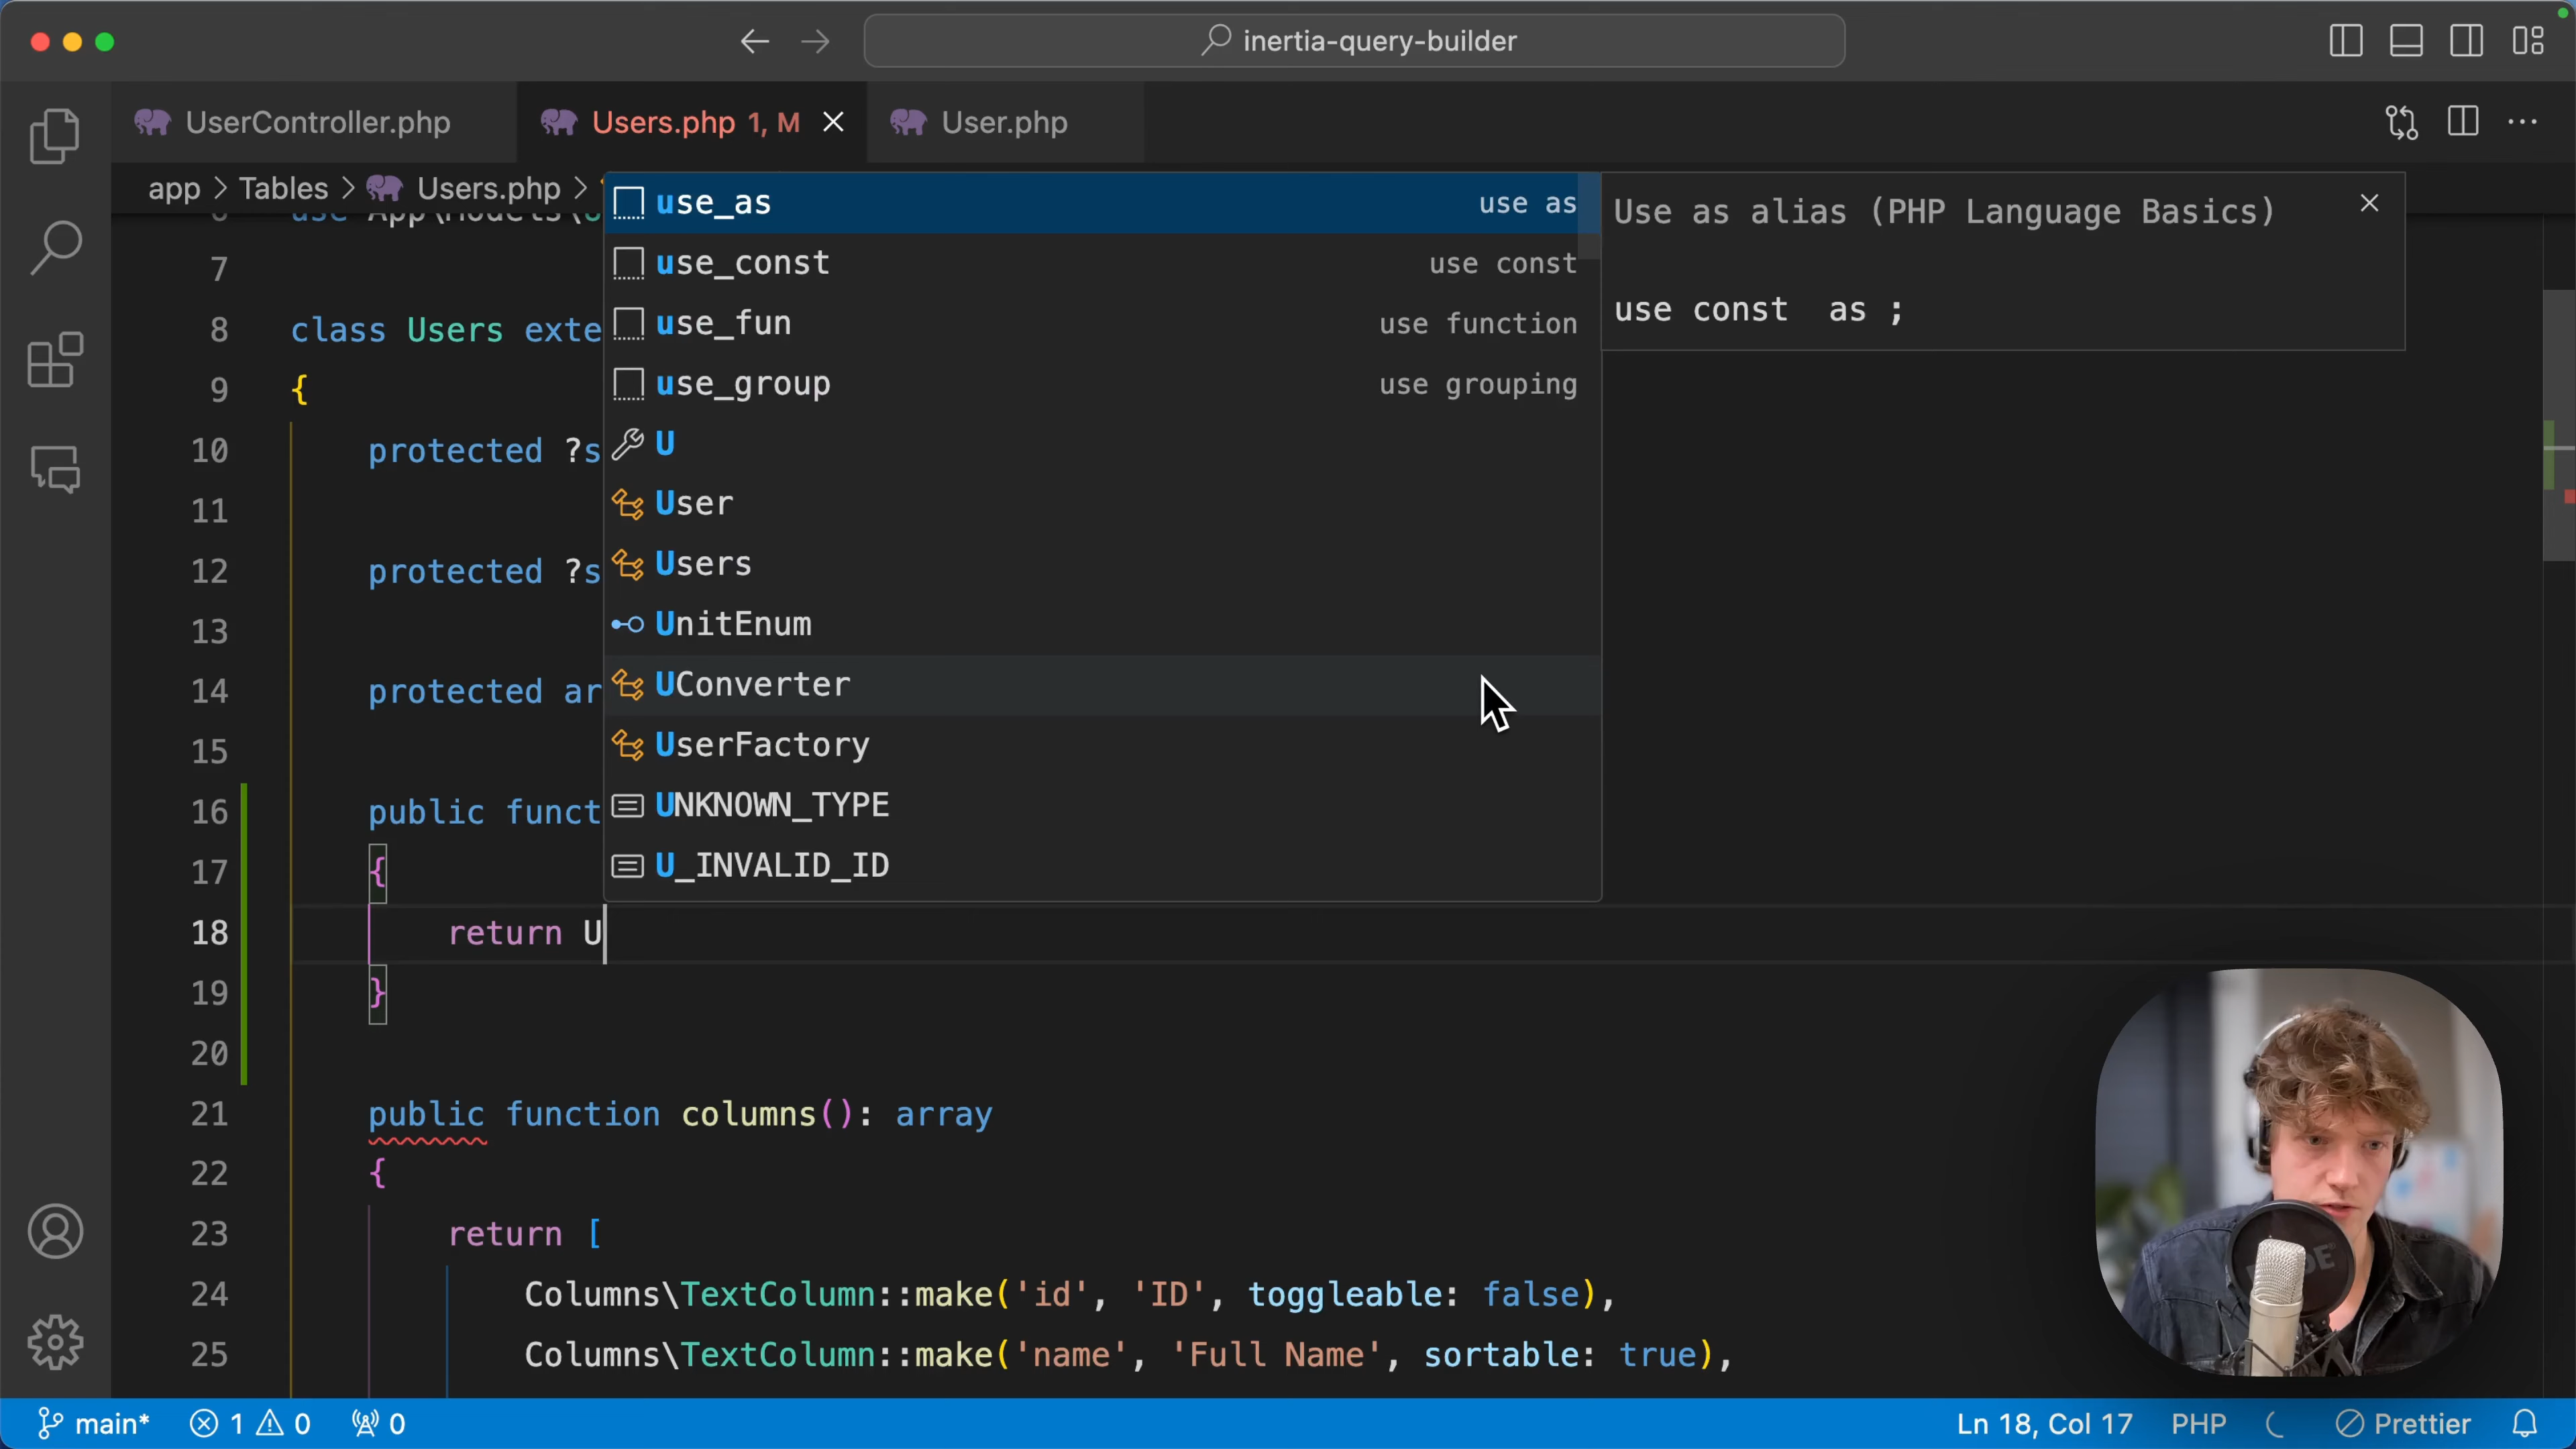 inertia-query-builder
UserController.php
Users.php 1, M
User.php
app > Tables > Users.php >
use App\Models\
7
8 class Users exte
9 {
10 protected ?s
11
12 protected ?s
13
14 protected ar
15
16 public funct
17 {
18 return U
19 }
20
21 public function columns(): array
22 {
23 return [
24 Columns\TextColumn::make('id', 'ID', toggleable: false),
25 Columns\TextColumn::make('name', 'Full Name', sortable: true),
use_as use as
use_const use const
use_fun use function
use_group use grouping
U
User
Users
UnitEnum
UConverter
UserFactory
UNKNOWN_TYPE
U_INVALID_ID
Use as alias (PHP Language Basics)
use const as ;
main* 1 0 0
Ln 18, Col 17 PHP Prettier